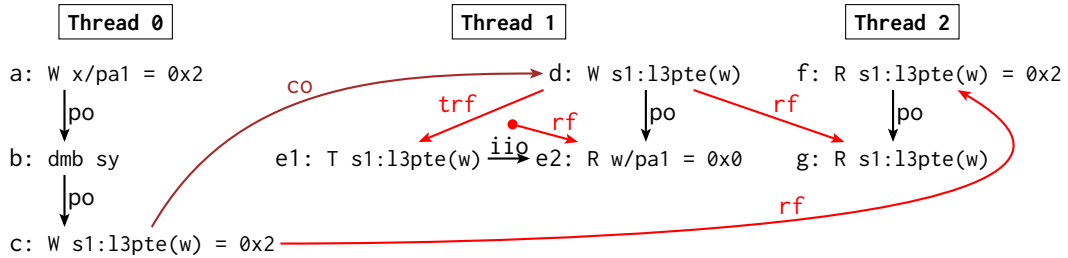 Thread 0
Thread 1
Thread 2
a: W x/pa1 = 0x2
d: W s1:l3pte(w)
f: R s1:l3pte(w) = 0x2
co
po
trf
rf
po
rf
po
b: dmb sy
e1: T s1:l3pte(w)
iio
e2: R w/pa1 = 0x0
g: R s1:l3pte(w)
po
rf
c: W s1:l3pte(w) = 0x2